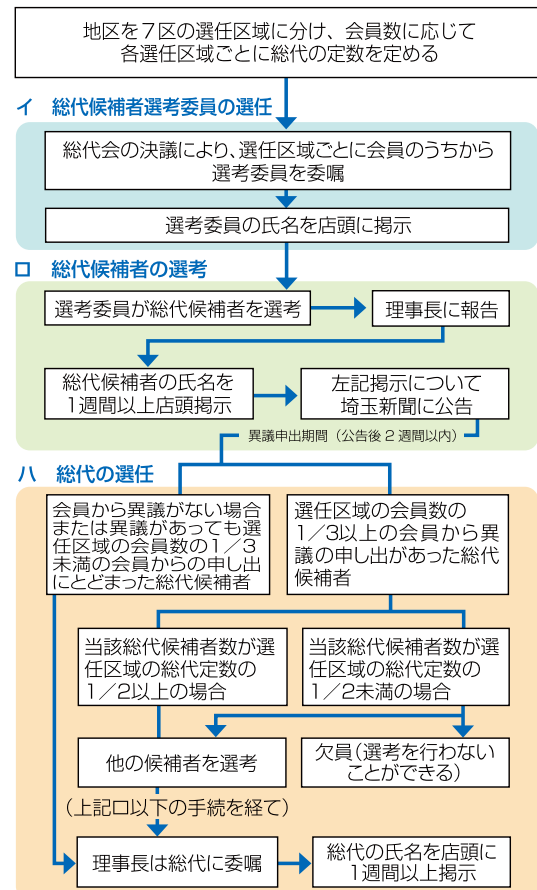 地区を７区の選任区域に分け、会員数に応じて
各選任区域ごとに総代の定数を定める
イ　総代候補者選考委員の選任
総代会の決議により、選任区域ごとに会員のうちから
選考委員を委嘱
選考委員の氏名を店頭に掲示
ロ　総代候補者の選考
選考委員が総代候補者を選考
理事長に報告
総代候補者の氏名を
１週間以上店頭掲示
左記掲示について
埼玉新聞に公告
異議申出期間（公告後２週間以内）
ハ　総代の選任
会員から異議がない場合
または異議があっても選
任区域の会員数の１／３
未満の会員からの申し出
にとどまった総代候補者
選任区域の会員数の
１／３以上の会員から異
議の申し出があった総代
候補者
当該総代候補者数が選
任区域の総代定数の
１／２以上の場合
当該総代候補者数が選
任区域の総代定数の
１／２未満の場合
他の候補者を選考
欠員（選考を行わない
ことができる）
（上記ロ以下の手続を経て）
理事長は総代に委嘱
総代の氏名を店頭に
１週間以上掲示